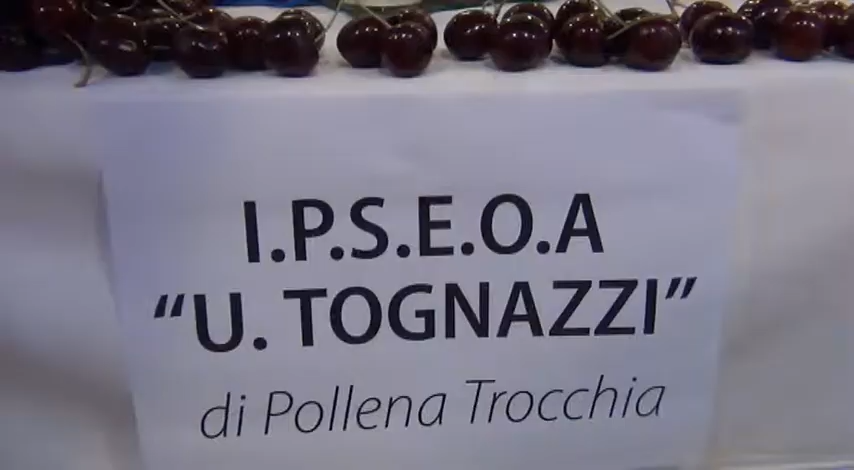 I.P.S.E.O.A
“U. TOGNAZZI”
di Pollena Trocchia